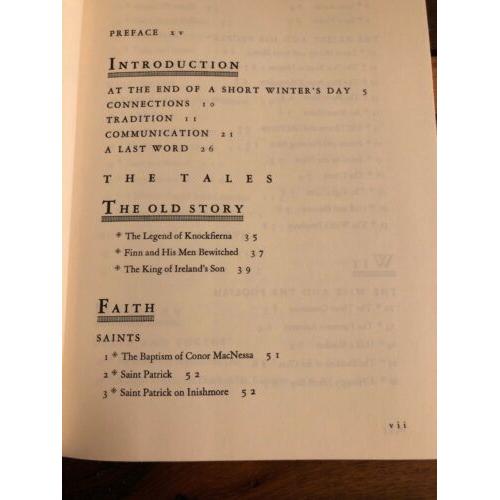 PREFACE xv
INTRODUCTION
AT THE END OF A SHORT WINTER'S DAY 5
CONNECTIONS 10
TRADITION 11
COMMUNICATION 21
A LAST WORD 26
THE TALES
THE OLD STORY
* The Legend of Knockfierna 35
* Finn and His Men Bewitched 37
* The King of Ireland's Son 39
FAITH
SAINTS
1 * The Baptism of Conor MacNessa 51
2 * Saint Patrick 52
3 * Saint Patrick on Inishmore 52
vii